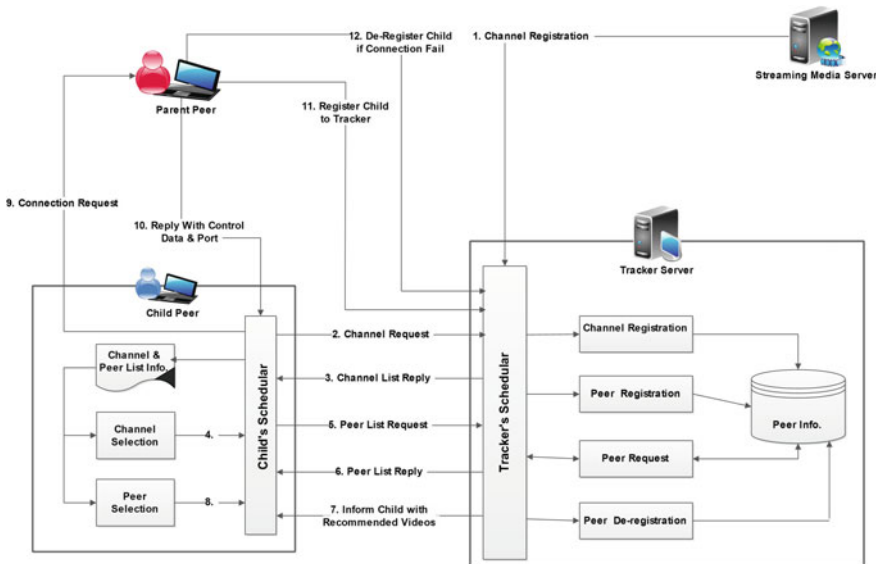 12. De-Register Child
if Connection Fail
1. Channel Registration
Streaming Media Server
Parent Peer
11. Register Child
to Tracker
9. Connection Request
10. Reply With Control
Data & Port
Tracker Server
Child Peer
Channel &
Peer List Info.
Channel
Selection
4.
Peer
Selection
8.
Child's Schedular
2. Channel Request
3. Channel List Reply
5. Peer List Request
6. Peer List Reply
7. Inform Child with
Recommended Videos
Tracker's Schedular
Channel Registration
Peer Registration
Peer Request
Peer De-registration
Peer Info.